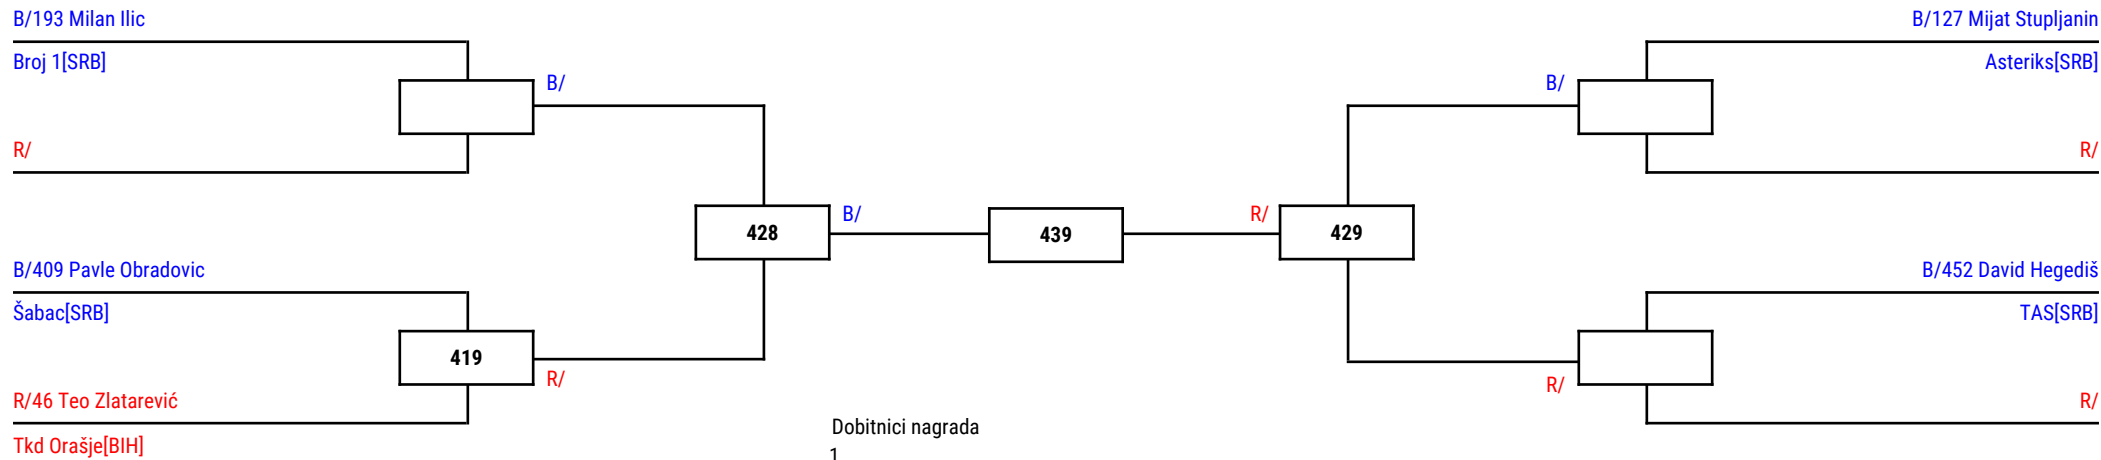 B/193 Milan Ilic
B/127 Mijat Stupljanin
Broj 1[SRB]
Asteriks[SRB]
B/
B/
R/
R/
428
B/
439
R/
429
B/409 Pavle Obradovic
B/452 David Hegediš
Šabac[SRB]
TAS[SRB]
419
R/
R/
R/46 Teo Zlatarević
R/
Dobitnici nagrada
Tkd Orašje[BIH]
1